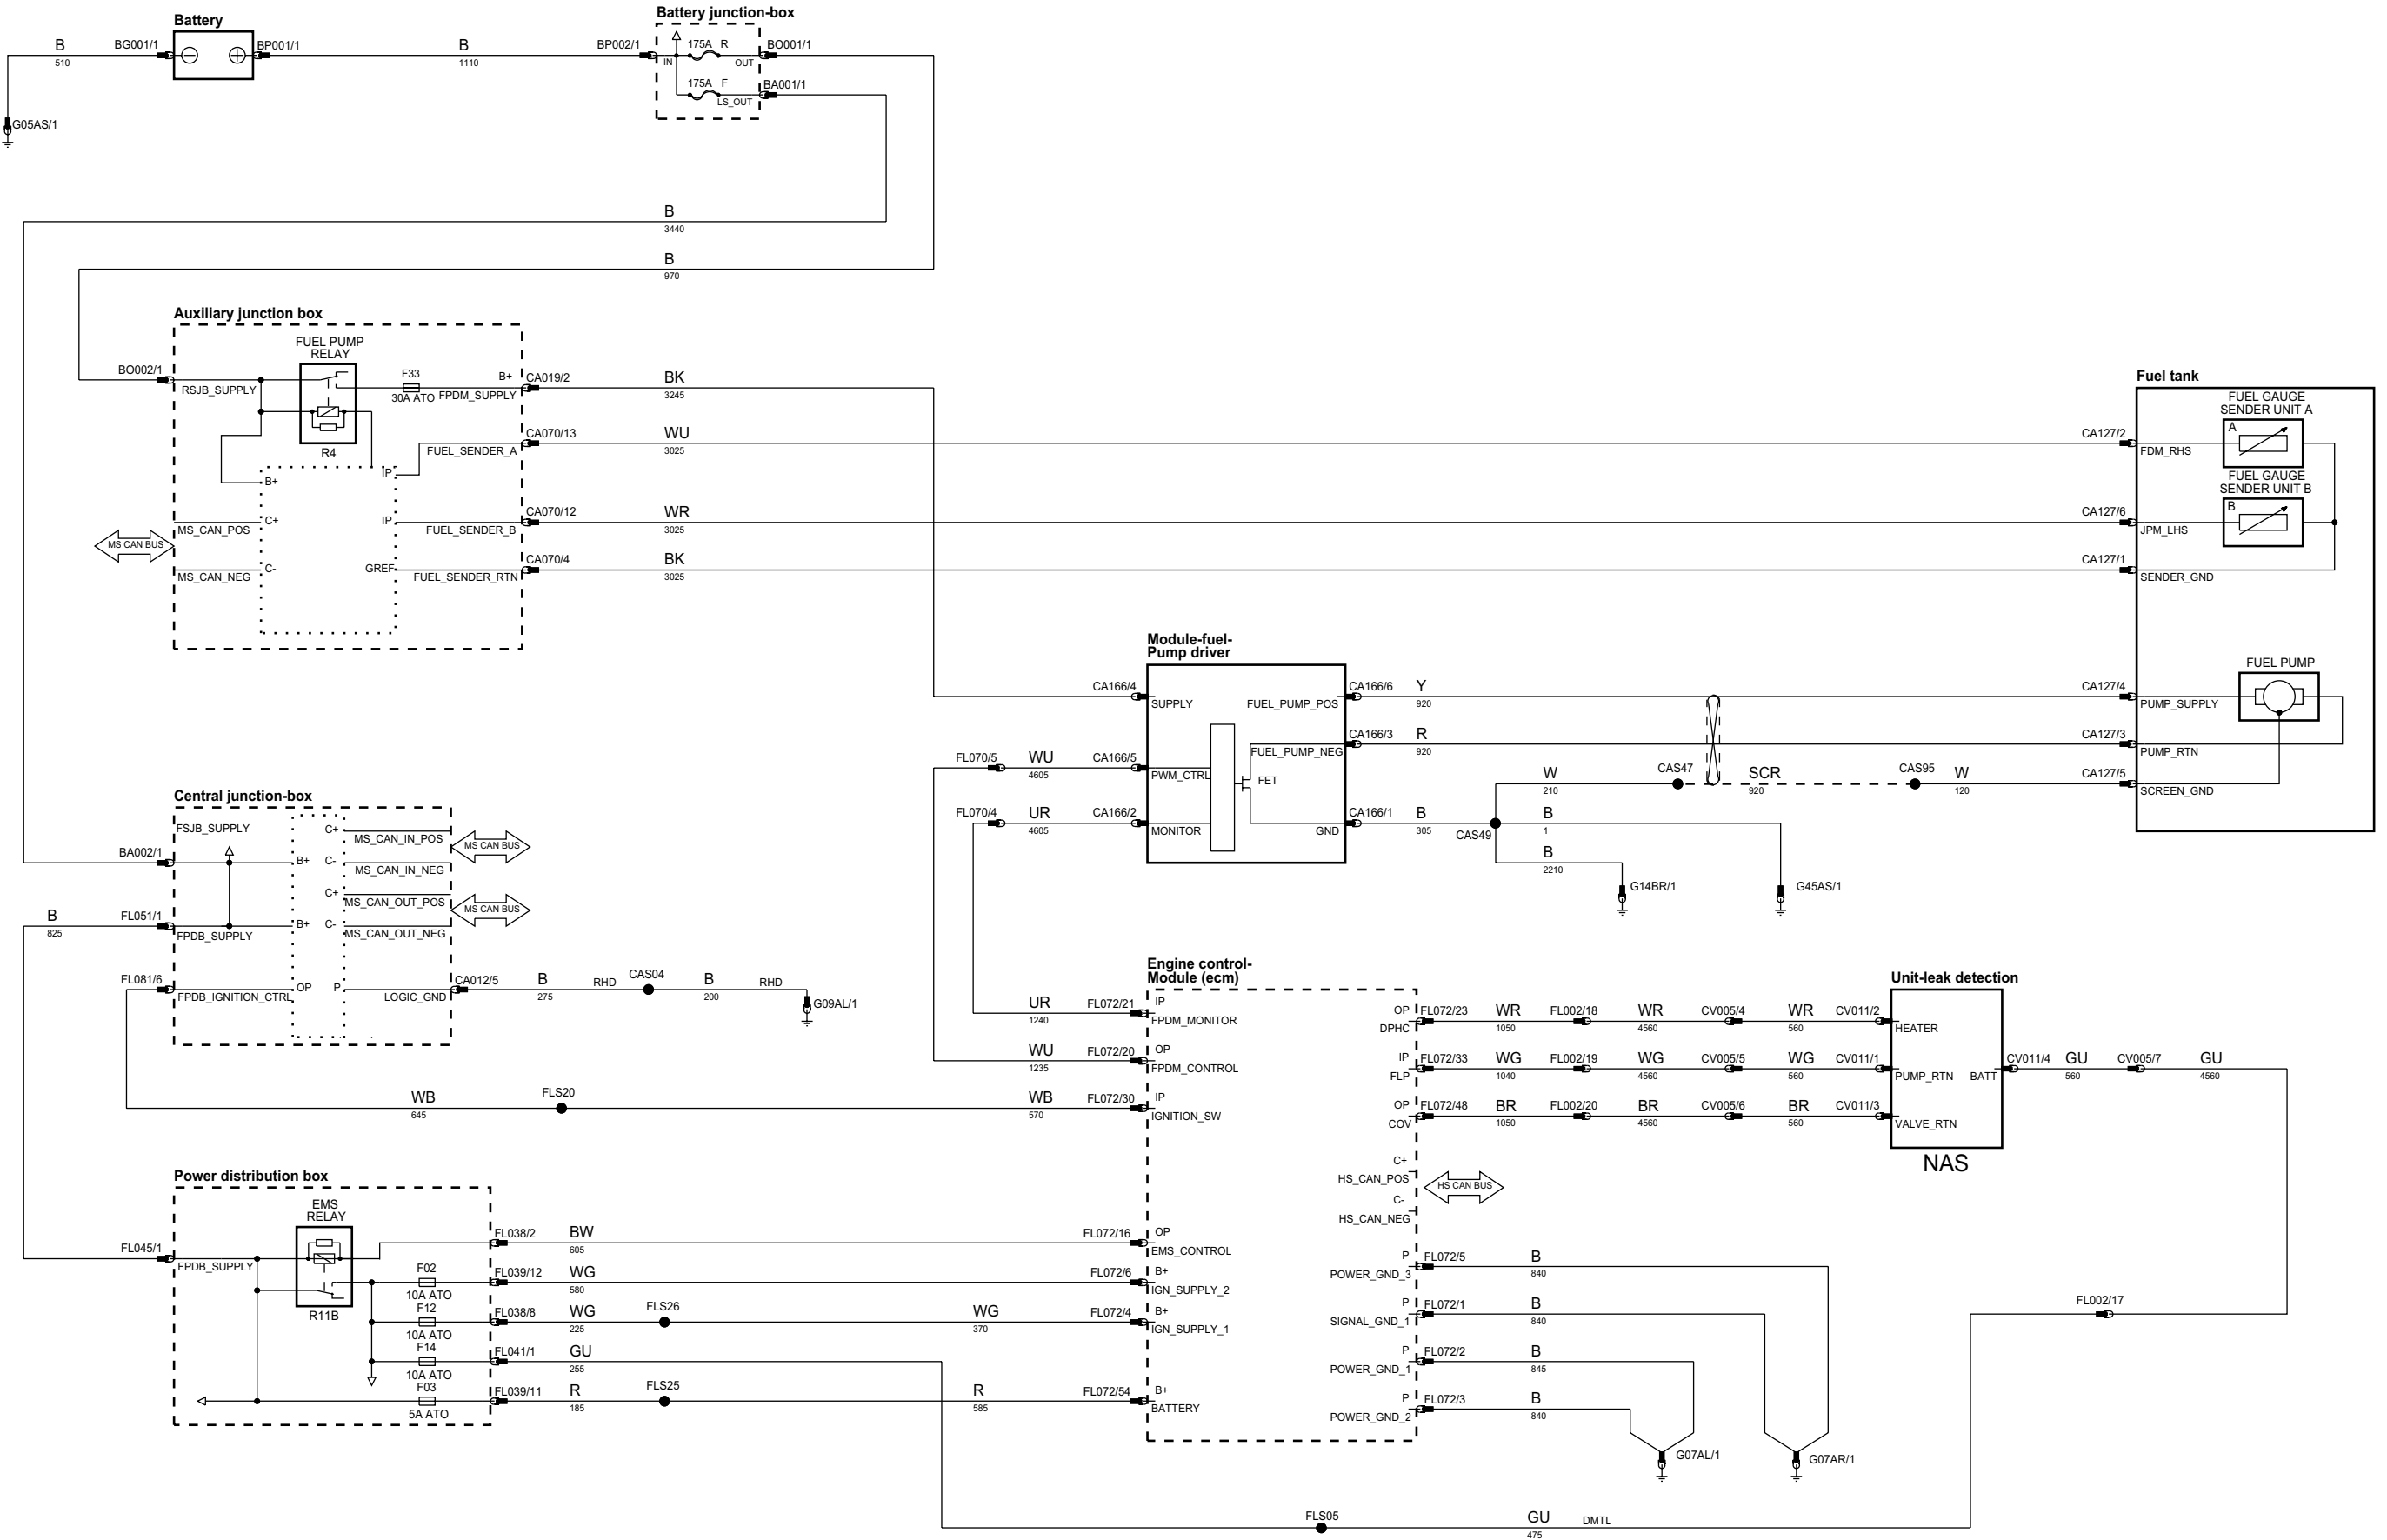 Battery
Battery junction-box
B
510
BG001/1
BP001/1
B
1110
BP002/1
IN
175A R
OUT
BO001/1
175A F
LS_OUT
BA001/1
G05AS/1
B
3440
B
970
Auxiliary junction box
FUEL PUMP
RELAY
BO002/1
RSJB_SUPPLY
F33
30A ATO
B+
FPDM_SUPPLY
CA019/2
BK
3245
R4
CA070/13
WU
3025
FUEL_SENDER_A
IP
B+
C+
MS_CAN_POS
IP
FUEL_SENDER_B
CA070/12
WR
3025
MS CAN BUS
C-
MS_CAN_NEG
GREF
FUEL_SENDER_RTN
CA070/4
BK
3025
Fuel tank
FUEL GAUGE
SENDER UNIT A
A
CA127/2
FDM_RHS
FUEL GAUGE
SENDER UNIT B
B
CA127/6
JPM_LHS
CA127/1
SENDER_GND
FUEL PUMP
CA127/4
PUMP_SUPPLY
CA127/3
PUMP_RTN
CA127/5
SCREEN_GND
Module-fuel-
Pump driver
CA166/4
SUPPLY
FUEL_PUMP_POS
CA166/6
Y
920
FUEL_PUMP_NEG
CA166/3
R
920
FL070/5
WU
4605
CA166/5
PWM_CTRL
FET
FL070/4
UR
4605
CA166/2
MONITOR
GND
CA166/1
B
305
CAS49
W
210
CAS47
SCR
920
CAS95
W
120
B
1
B
2210
G14BR/1
G45AS/1
Central junction-box
FSJB_SUPPLY
C+
MS_CAN_IN_POS
MS CAN BUS
BA002/1
B+
C-
MS_CAN_IN_NEG
C+
MS_CAN_OUT_POS
MS CAN BUS
B
825
FL051/1
FPDB_SUPPLY
B+
C-
MS_CAN_OUT_NEG
FL081/6
FPDB_IGNITION_CTRL
OP
P
LOGIC_GND
CA012/5
B
275
RHD
CAS04
B
200
RHD
G09AL/1
WB
645
FLS20
WB
570
FL072/30
Engine control-
Module (ecm)
UR
1240
FL072/21
IP
FPDM_MONITOR
WU
1235
FL072/20
OP
FPDM_CONTROL
IP
IGNITION_SW
OP
DPHC
FL072/23
WR
1050
FL002/18
WR
4560
CV005/4
WR
560
CV011/2
IP
FLP
FL072/33
WG
1040
FL002/19
WG
4560
CV005/5
WG
560
CV011/1
OP
COV
FL072/48
BR
1050
FL002/20
BR
4560
CV005/6
BR
560
CV011/3
Unit-leak detection
HEATER
PUMP_RTN
BATT
VALVE_RTN
NAS
CV011/4
GU
560
CV005/7
GU
4560
C+
HS_CAN_POS
HS CAN BUS
C-
HS_CAN_NEG
Power distribution box
EMS
RELAY
FL045/1
FPDB_SUPPLY
R11B
FL038/2
BW
605
FL072/16
OP
EMS_CONTROL
F02
10A ATO
FL039/12
WG
580
FL072/6
B+
IGN_SUPPLY_2
F12
10A ATO
FL038/8
WG
225
FLS26
WG
370
FL072/4
B+
IGN_SUPPLY_1
F14
10A ATO
FL041/1
GU
255
F03
5A ATO
FL039/11
R
185
FLS25
R
585
FL072/54
B+
BATTERY
P
POWER_GND_3
FL072/5
B
840
P
SIGNAL_GND_1
FL072/1
B
840
P
POWER_GND_1
FL072/2
B
845
P
POWER_GND_2
FL072/3
B
840
G07AL/1
G07AR/1
FL002/17
FLS05
GU
475
DMTL